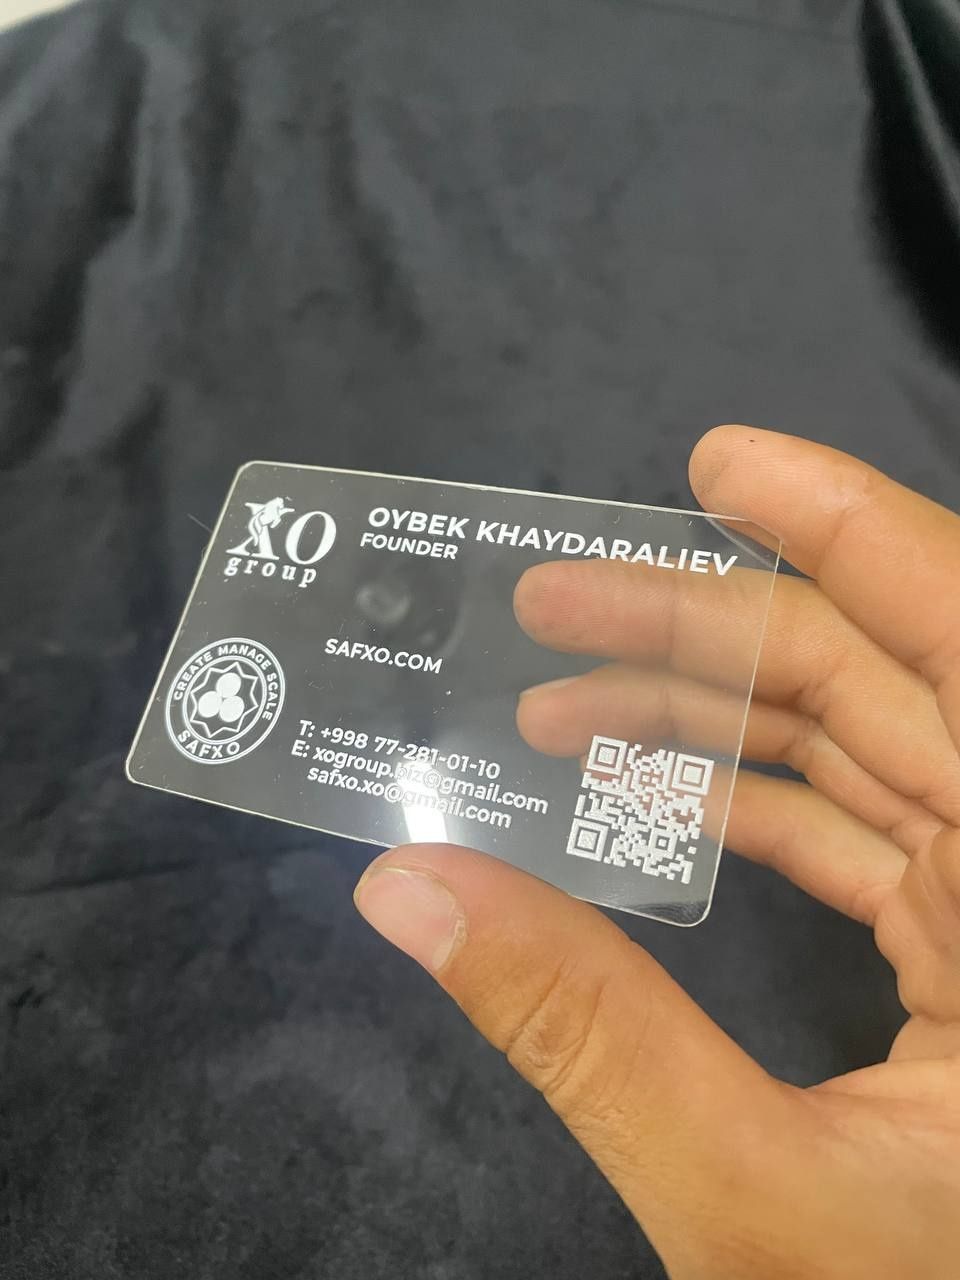 XO
group
OYBEK KHAYDARALIEV
FOUNDER
SAFXO.COM
CREATE MANAGE SCALE
SAFXO
T: +998 77-281-01-10
E: xogroup.biz@gmail.com
safxo.xo@gmail.com